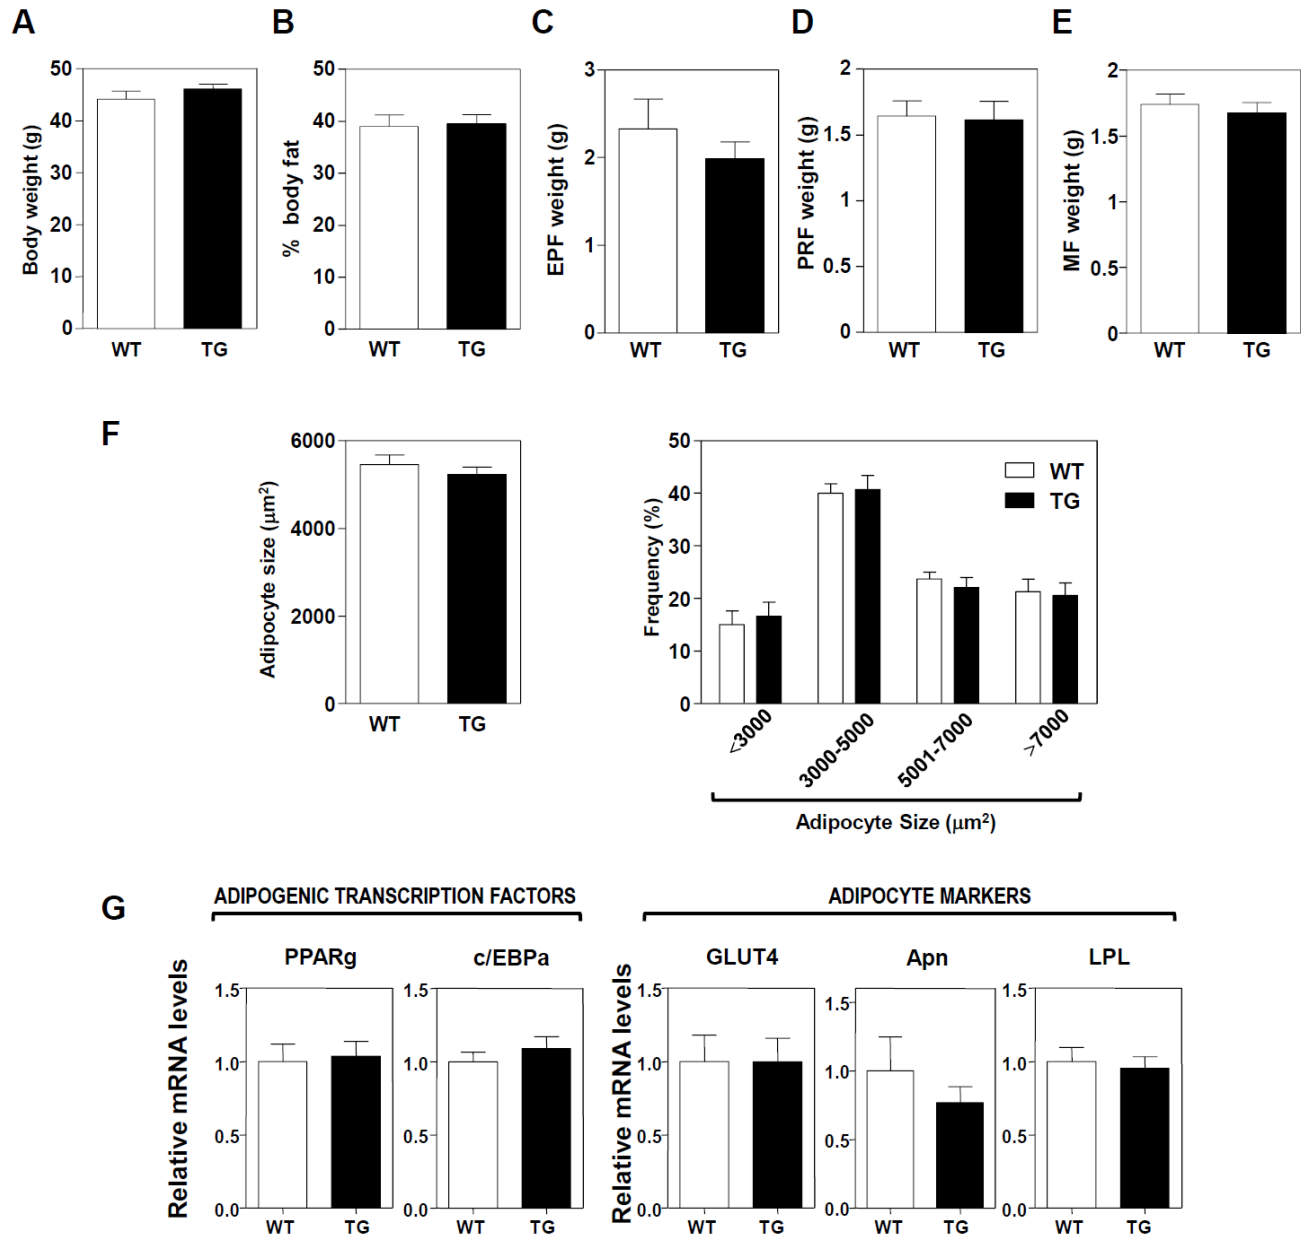 A
B
C
D
E
Body weight (g)
50
40
30
20
10
0
WT TG
% body fat
50
40
30
20
10
0
WT TG
EPF weight (g)
3
2
1
0
WT TG
PRF weight (g)
2
1.5
1
0.5
0
WT TG
MF weight (g)
2
1.5
1
0.5
0
WT TG
F
Adipocyte size (μm²)
6000
4000
2000
0
WT TG
Frequency (%)
50
40
30
20
10
0
WT
TG
<3000
3000-5000
5001-7000
>7000
Adipocyte Size (μm²)
G
ADIPOGENIC TRANSCRIPTION FACTORS
ADIPOCYTE MARKERS
Relative mRNA levels
PPARg
1.5
1.0
0.5
0.0
WT TG
c/EBPa
1.5
1.0
0.5
0.0
WT TG
Relative mRNA levels
GLUT4
1.5
1.0
0.5
0.0
WT TG
Apn
1.5
1.0
0.5
0.0
WT TG
LPL
1.5
1.0
0.5
0.0
WT TG